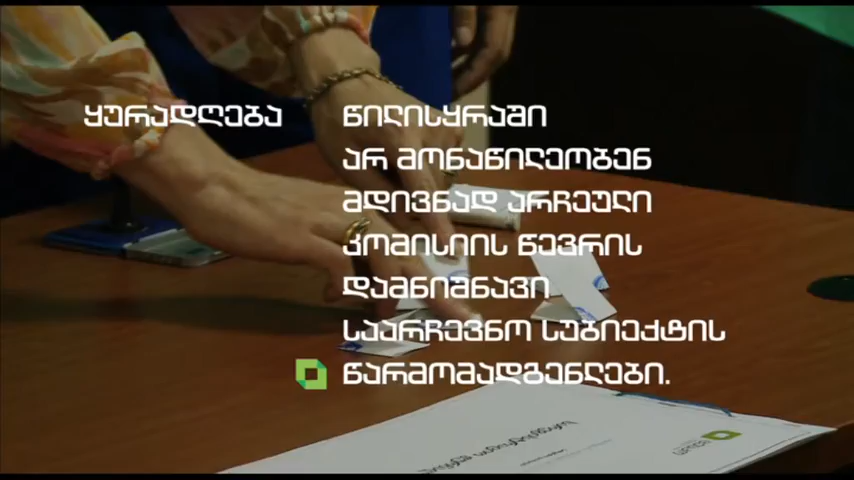 ყურადღება
წილისყრაში
არ მონაწილეობენ
მდივნად არჩეული
კომისიის წევრის
დამნიშნავი
საარჩევნო სუბიექტის
წარმომადგენლები.